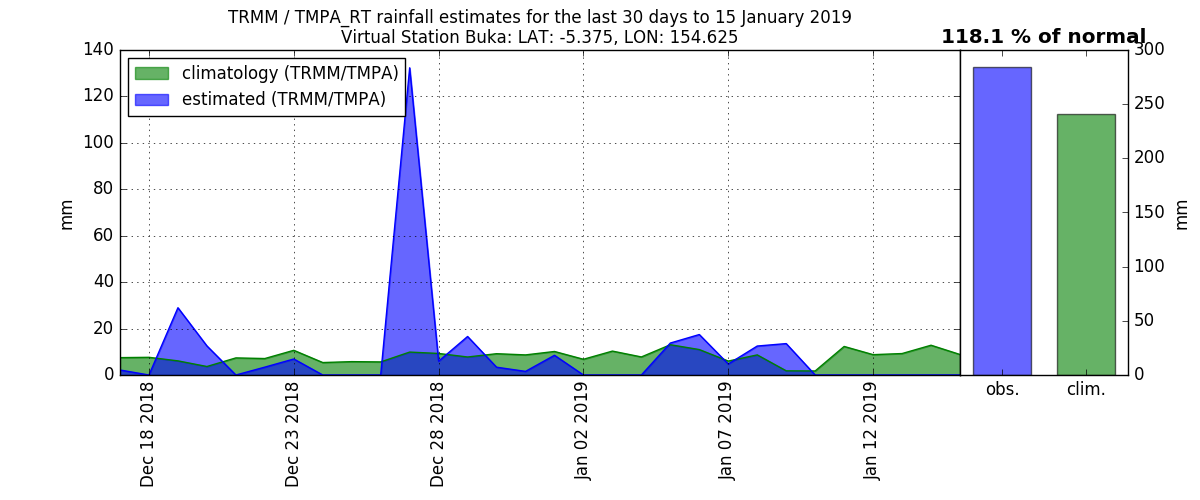 TRMM / TMPA_RT rainfall estimates for the last 30 days to 15 January 2019
Virtual Station Buka: LAT: -5.375, LON: 154.625
118.1 % of normal
climatology (TRMM/TMPA)
estimated (TRMM/TMPA)
140
120
100
80
60
40
20
0
mm
Dec 18 2018
Dec 23 2018
Dec 28 2018
Jan 02 2019
Jan 07 2019
Jan 12 2019
300
250
200
150
100
50
0
mm
obs.
clim.